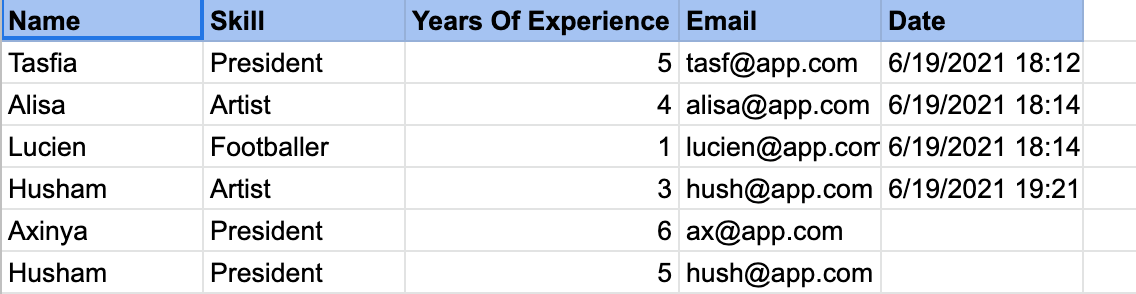 Name Skill Years Of Experience Email Date
Tasfia President 5 tasf@app.com 6/19/2021 18:12
Alisa Artist 4 alisa@app.com 6/19/2021 18:14
Lucien Footballer 1 lucien@app.com 6/19/2021 18:14
Husham Artist 3 hush@app.com 6/19/2021 19:21
Axinya President 6 ax@app.com
Husham President 5 hush@app.com